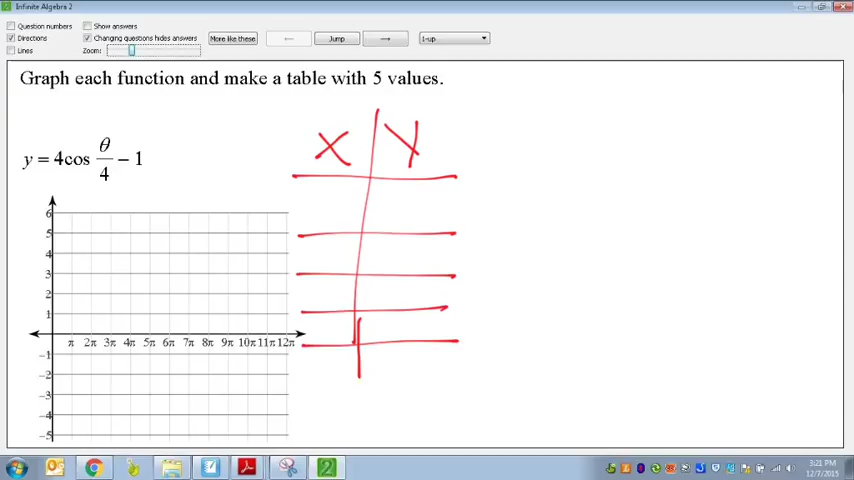 Infinite Algebra 2
Question numbers
Show answers
Directions
Changing questions hides answers
More like these
Jump
1-up
Lines
Zoom:
Graph each function and make a table with 5 values.
X Y
y = 4cos θ/4 − 1
6
5
4
3
2
1
π 2π 3π 4π 5π 6π 7π 8π 9π 10π 11π 12π
−1
−2
−3
−4
−5
3:21 PM
12/7/2015